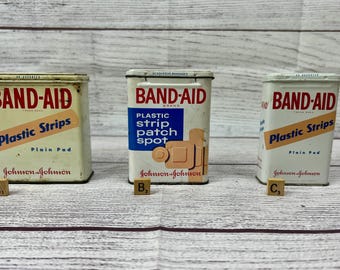 BAND-AID
Plastic Strips
Plain Pad
Johnson & Johnson
BAND-AID
PLASTIC
strip
patch
spot
Johnson & Johnson
B
BAND-AID
Plastic Strips
Plain Pad
Johnson & Johnson
C